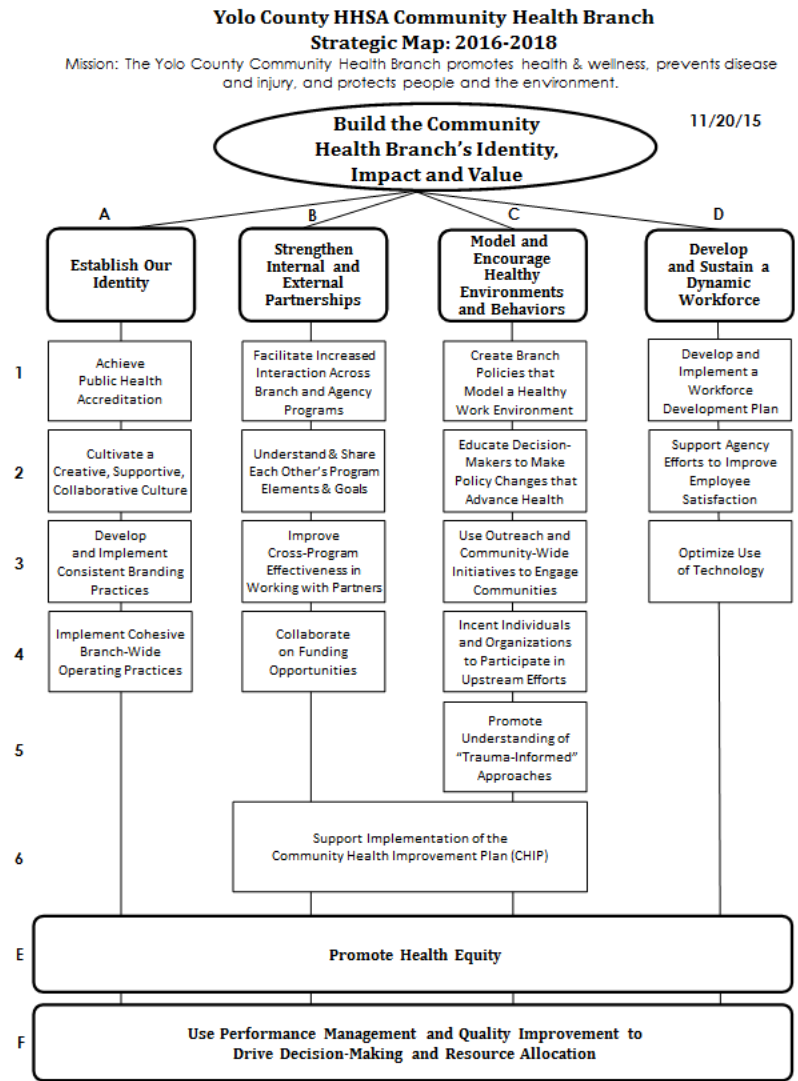 Yolo County HHSA Community Health Branch
Strategic Map: 2016-2018
Mission: The Yolo County Community Health Branch promotes health & wellness, prevents disease
and injury, and protects people and the environment.
11/20/15
Build the Community
Health Branch's Identity,
Impact and Value
A
B
C
D
Establish Our
Identity
Strengthen
Internal and
External
Partnerships
Model and
Encourage
Healthy
Environments
and Behaviors
Develop
and Sustain a
Dynamic
Workforce
1
Achieve
Public Health
Accreditation
Facilitate Increased
Interaction Across
Branch and Agency
Programs
Create Branch
Policies that
Model a Healthy
Work Environment
Develop and
Implement a
Workforce
Development Plan
2
Cultivate a
Creative, Supportive,
Collaborative Culture
Understand & Share
Each Other's Program
Elements & Goals
Educate Decision-
Makers to Make
Policy Changes that
Advance Health
Support Agency
Efforts to Improve
Employee
Satisfaction
3
Develop
and Implement
Consistent Branding
Practices
Improve
Cross-Program
Effectiveness in
Working with Partners
Use Outreach and
Community-Wide
Initiatives to Engage
Communities
Optimize Use
of Technology
4
Implement Cohesive
Branch-Wide
Operating Practices
Collaborate
on Funding
Opportunities
Incent Individuals
and Organizations
to Participate in
Upstream Efforts
5
Promote
Understanding of
"Trauma-Informed"
Approaches
6
Support Implementation of the
Community Health Improvement Plan (CHIP)
E
Promote Health Equity
F
Use Performance Management and Quality Improvement to
Drive Decision-Making and Resource Allocation